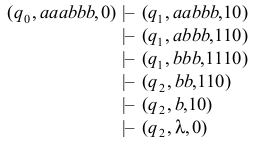 (q₀, aaabbb, 0) |– (q₁, aabbb, 10)
|– (q₁, abbb, 110)
|– (q₁, bbb, 1110)
|– (q₂, bb, 110)
|– (q₂, b, 10)
|– (q₂, λ, 0)